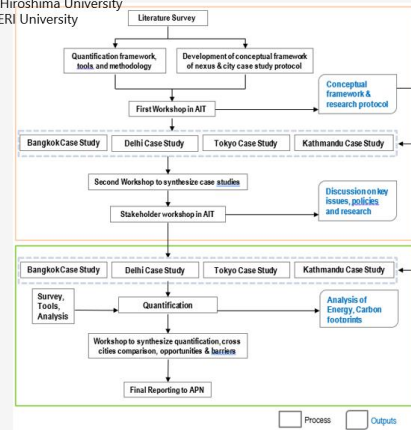 Hiroshima University
ERI University
Literature Survey
Quantification framework,
tools and methodology
Development of conceptual framework
of nexus & city case study protocol
Conceptual
framework &
research protocol
First Workshop in AIT
BangkokCase Study
Delhi Case Study
Tokyo Case Study
Kathmandu Case Study
Second Workshop to synthesize case studies
Discussion on key
issues, policies
and research
Stakeholder workshop in AIT
BangkokCase Study
Delhi Case Study
Tokyo Case Study
Kathmandu Case Study
Survey,
Tools,
Analysis
Quantification
Analysis of
Energy, Carbon
footprints
Workshop to synthesize quantification, cross
cities comparison, opportunities & barriers
Final Reporting to APN
Process
Outputs